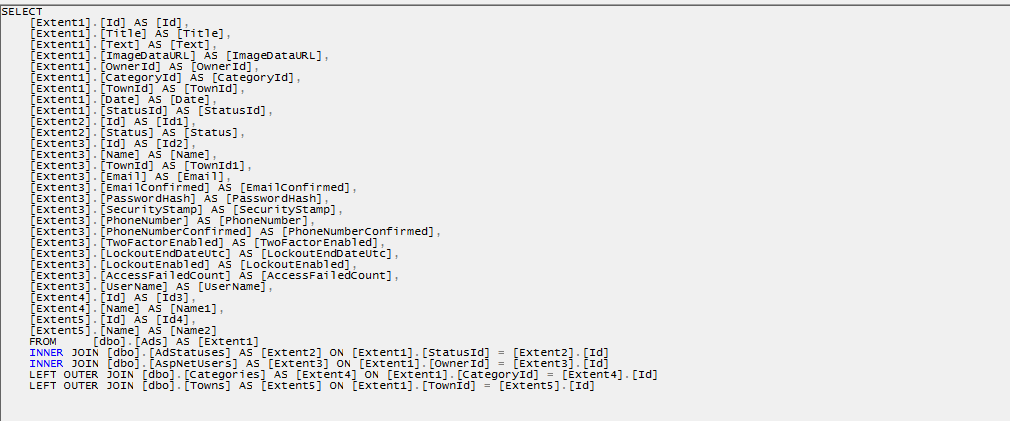 SELECT
[Extent1].[Id] AS [Id],
[Extent1].[Title] AS [Title],
[Extent1].[Text] AS [Text],
[Extent1].[ImageDataURL] AS [ImageDataURL],
[Extent1].[OwnerId] AS [OwnerId],
[Extent1].[CategoryId] AS [CategoryId],
[Extent1].[TownId] AS [TownId],
[Extent1].[Date] AS [Date],
[Extent1].[StatusId] AS [StatusId],
[Extent2].[Id] AS [Id1],
[Extent2].[Status] AS [Status],
[Extent3].[Id] AS [Id2],
[Extent3].[Name] AS [Name],
[Extent3].[TownId] AS [TownId1],
[Extent3].[Email] AS [Email],
[Extent3].[EmailConfirmed] AS [EmailConfirmed],
[Extent3].[PasswordHash] AS [PasswordHash],
[Extent3].[SecurityStamp] AS [SecurityStamp],
[Extent3].[PhoneNumber] AS [PhoneNumber],
[Extent3].[PhoneNumberConfirmed] AS [PhoneNumberConfirmed],
[Extent3].[TwoFactorEnabled] AS [TwoFactorEnabled],
[Extent3].[LockoutEndDateUtc] AS [LockoutEndDateUtc],
[Extent3].[LockoutEnabled] AS [LockoutEnabled],
[Extent3].[AccessFailedCount] AS [AccessFailedCount],
[Extent3].[UserName] AS [UserName],
[Extent4].[Id] AS [Id3],
[Extent4].[Name] AS [Name1],
[Extent5].[Id] AS [Id4],
[Extent5].[Name] AS [Name2]
FROM [dbo].[Ads] AS [Extent1]
INNER JOIN [dbo].[AdStatuses] AS [Extent2] ON [Extent1].[StatusId] = [Extent2].[Id]
INNER JOIN [dbo].[AspNetUsers] AS [Extent3] ON [Extent1].[OwnerId] = [Extent3].[Id]
LEFT OUTER JOIN [dbo].[Categories] AS [Extent4] ON [Extent1].[CategoryId] = [Extent4].[Id]
LEFT OUTER JOIN [dbo].[Towns] AS [Extent5] ON [Extent1].[TownId] = [Extent5].[Id]